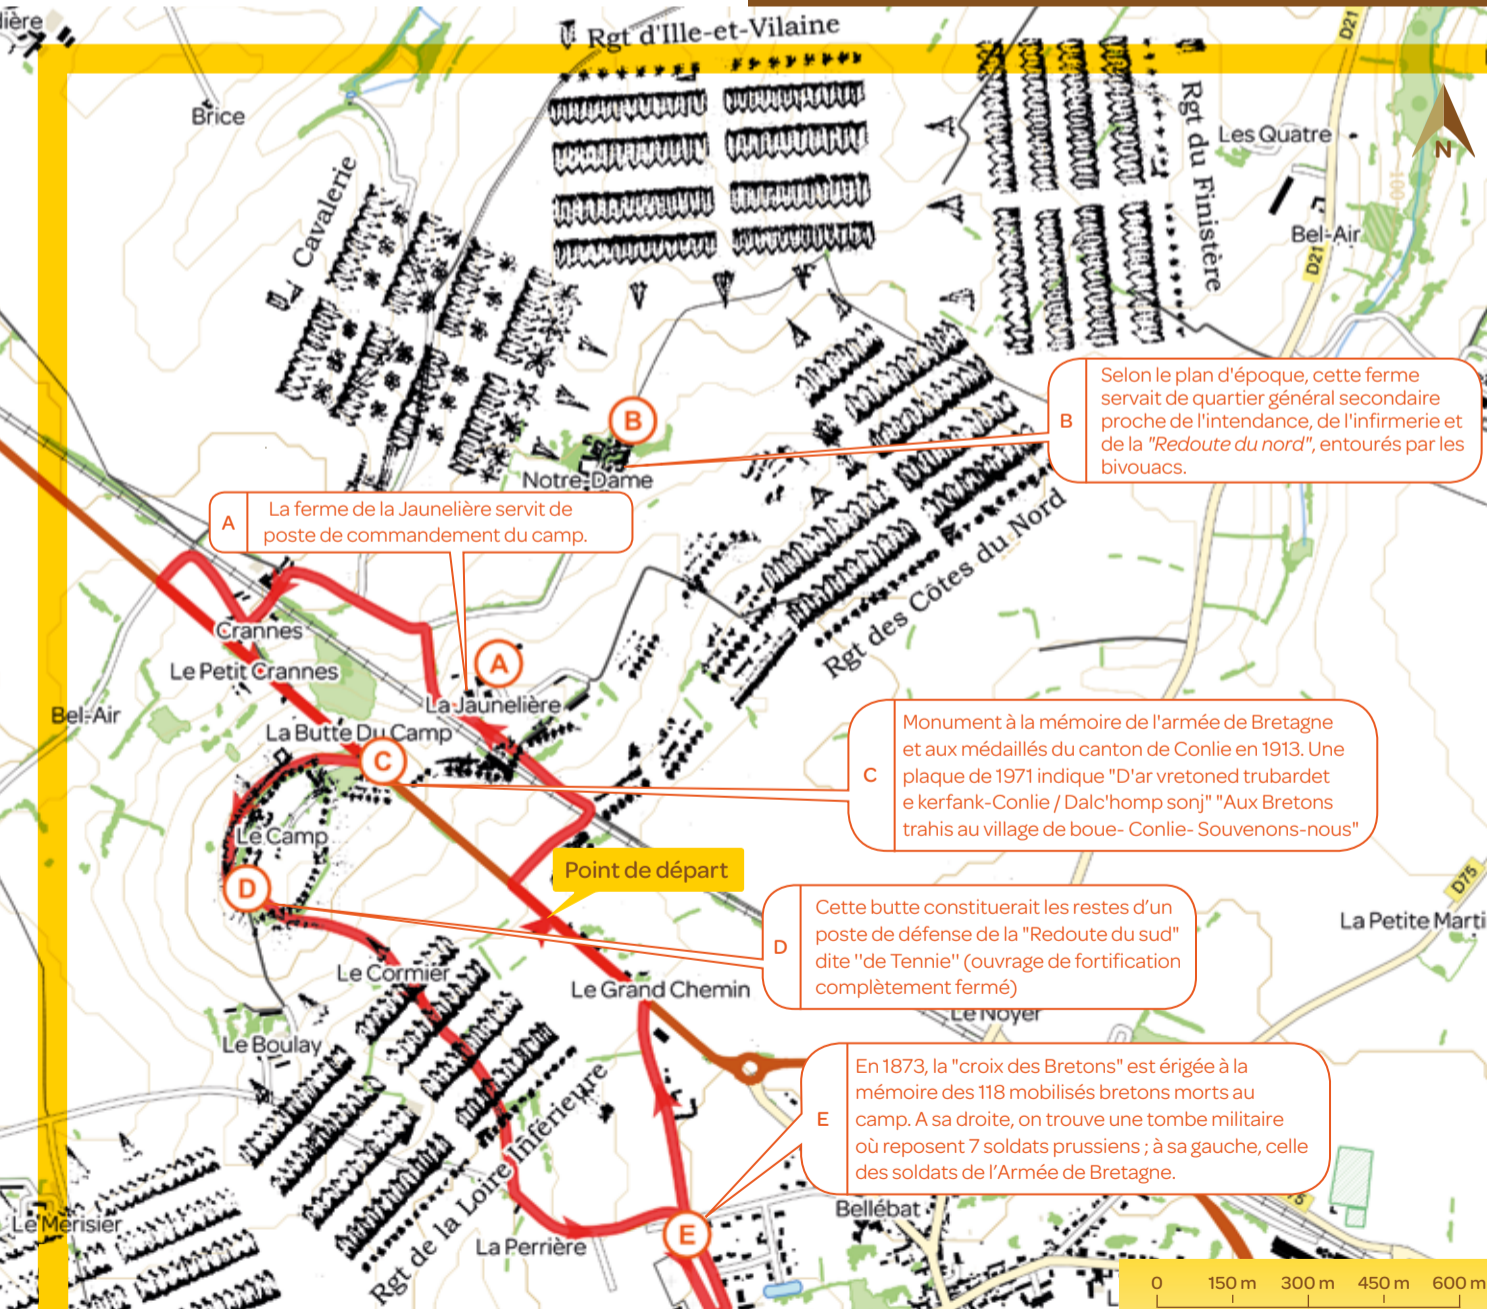 Rgt d'Ille-et-Vilaine
D21
Brice
Rgt du Finistère
Les Quatre
N
100
Cavalerie
Bel-Air
D21
B
Selon le plan d'époque, cette ferme
servait de quartier général secondaire
proche de l'intendance, de l'infirmerie et
de la "Redoute du nord", entourés par les
bivouacs.
B
Notre-Dame
A
La ferme de la Jaunelière servit de
poste de commandement du camp.
Rgt des Côtes du Nord
Crannes
Le Petit Crannes
A
La Jaunelière
Bel-Air
La Butte Du Camp
C
C
Monument à la mémoire de l'armée de Bretagne
et aux médaillés du canton de Conlie en 1913. Une
plaque de 1971 indique "D'ar vretoned trubardet
e kerfank-Conlie / Dalc'homp sonj" "Aux Bretons
trahis au village de boue- Conlie- Souvenons-nous"
Le Camp
Point de départ
D
D75
D
Cette butte constituerait les restes d'un
poste de défense de la "Redoute du sud"
dite "de Tennie" (ouvrage de fortification
complètement fermé)
La Petite Marti
Le Cormier
Le Grand Chemin
Le Noyer
Le Boulay
E
En 1873, la "croix des Bretons" est érigée à la
mémoire des 118 mobilisés bretons morts au
camp. A sa droite, on trouve une tombe militaire
où reposent 7 soldats prussiens ; à sa gauche, celle
des soldats de l'Armée de Bretagne.
Rgt de la Loire Inférieure
Le Merisier
La Perrière
E
Bellébat
0 150 m 300 m 450 m 600 m